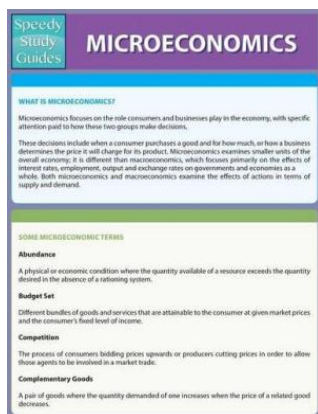 Speedy
Study
Guides
MICROECONOMICS
WHAT IS MICROECONOMICS?
Microeconomics focuses on the role consumers and businesses play in the economy, with specific
attention paid to how these two groups make decisions.
These decisions include when a consumer purchases a good and for how much, or how a business
determines the price it will charge for its product. Microeconomics examines smaller units of the
overall economy; it is different than macroeconomics, which focuses primarily on the effects of
interest rates, employment, output and exchange rates on governments and economies as a
whole. Both microeconomics and macroeconomics examine the effects of actions in terms of
supply and demand.
SOME MICROECONOMIC TERMS
Abundance
A physical or economic condition where the quantity available of a resource exceeds the quantity
desired in the absence of a rationing system.
Budget Set
Different bundles of goods and services that are attainable to the consumer at given market prices
and the consumer's fixed level of income.
Competition
The process of consumers bidding prices upwards or producers cutting prices in order to allow
those agents to be involved in a market trade.
Complementary Goods
A pair of goods where the quantity demanded of one increases when the price of a related good
decreases.